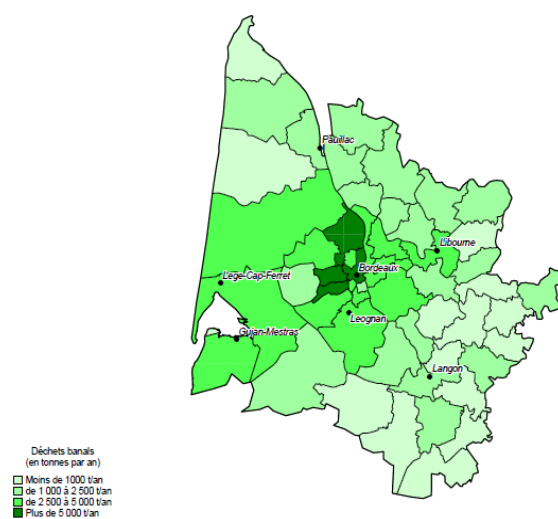 Pauillac
Libourne
Bordeaux
Lege-Cap-Ferret
Leognan
Gujan-Mestras
Langon
Déchets banais
(en tonnes par an)
Moins de 1000 t/an
de 1 000 à 2 500 t/an
de 2 500 à 5 000 t/an
Plus de 5 000 t/an